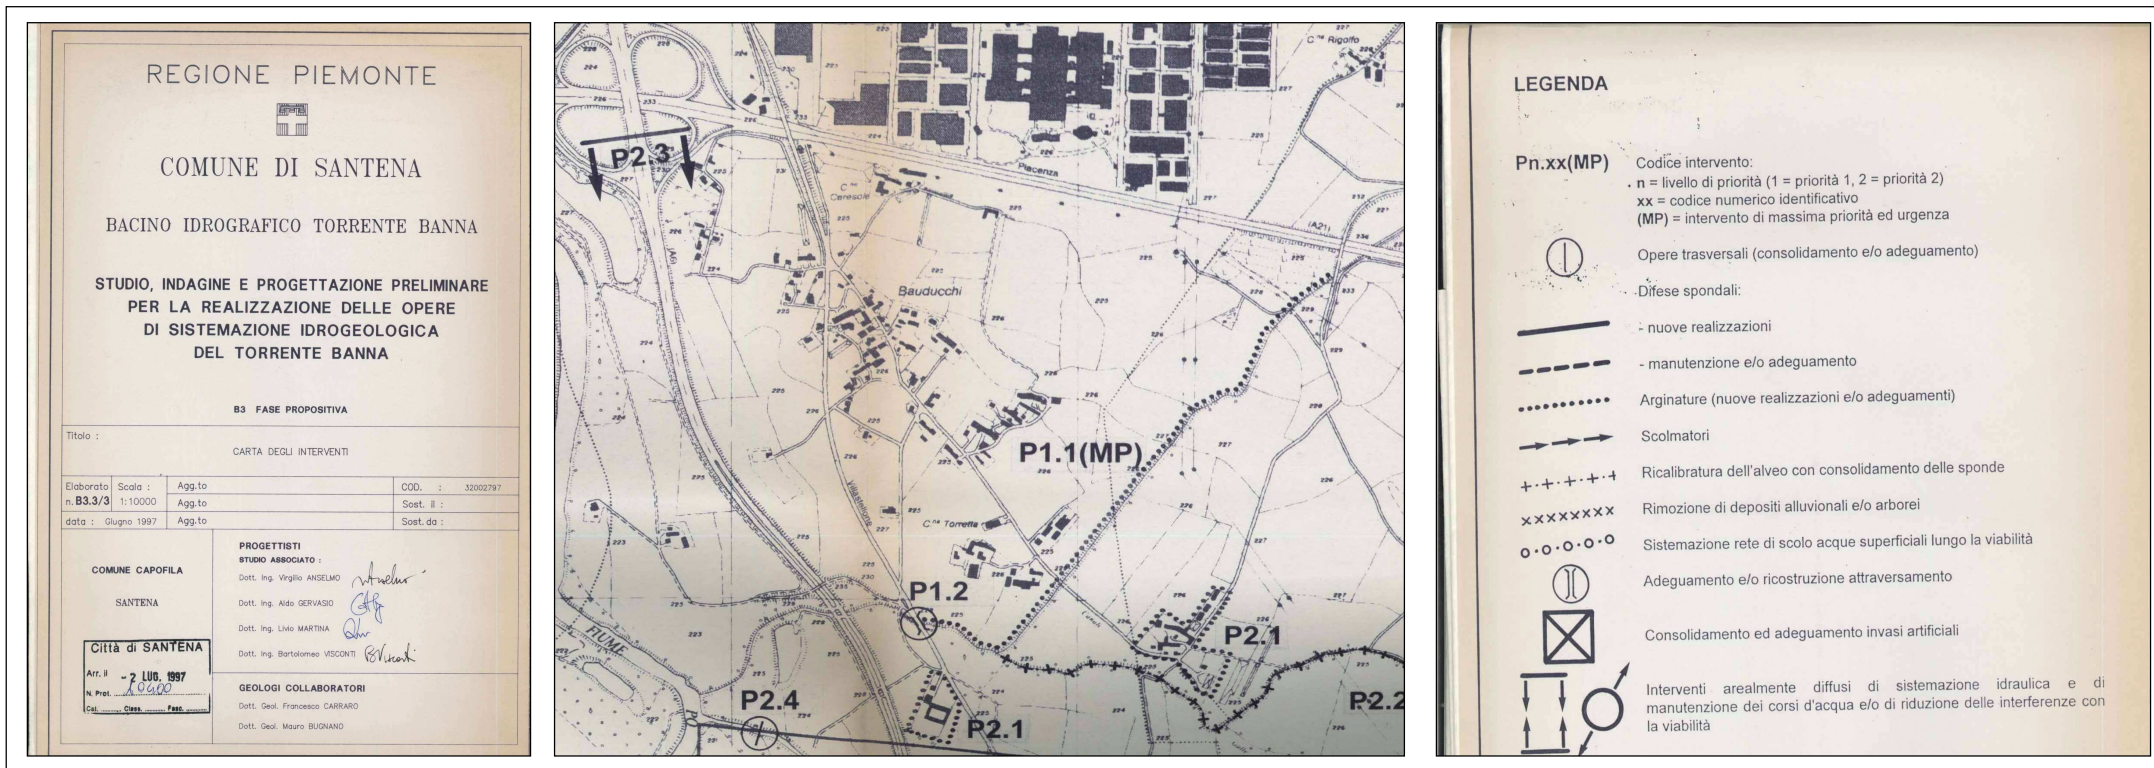 REGIONE PIEMONTE
COMUNE DI SANTENA
BACINO IDROGRAFICO TORRENTE BANNA
STUDIO, INDAGINE E PROGETTAZIONE PRELIMINARE
PER LA REALIZZAZIONE DELLE OPERE
DI SISTEMAZIONE IDROGEOLOGICA
DEL TORRENTE BANNA
B3 FASE PROPOSITIVA
Titolo :
CARTA DEGLI INTERVENTI
Elaborato
n. B3.3/3
Scala :
1:10000
Agg.to
Agg.to
Agg.to
COD. : 32002797
Sost. il :
Sost. da :
data : Giugno 1997
COMUNE CAPOFILA
SANTENA
Città di SANTENA
Arr. il - 2 LUG. 1997
N. Prot.
Cat. Class. Fasc.
PROGETTISTI
STUDIO ASSOCIATO :
Dott. Ing. Virgilio ANSELMO
Dott. Ing. Aldo GERVASIO
Dott. Ing. Livio MARTINA
Dott. Ing. Bartolomeo VISCONTI
GEOLOGI COLLABORATORI
Dott. Geol. Francesco CARRARO
Dott. Geol. Mauro BUGNANO
C.na Rigolfo
P2.3
Piacenza
C.na Ceresole
(A21)
Bauducchi
P1.1(MP)
Villastellone
C.na Torretta
P1.2
P2.1
FIUME
P2.4
P2.2
P2.1
LEGENDA
Pn.xx(MP) Codice intervento:
. n = livello di priorità (1 = priorità 1, 2 = priorità 2)
xx = codice numerico identificativo
(MP) = intervento di massima priorità ed urgenza
Opere trasversali (consolidamento e/o adeguamento)
Difese spondali:
- nuove realizzazioni
- manutenzione e/o adeguamento
Arginature (nuove realizzazioni e/o adeguamenti)
Scolmatori
Ricalibratura dell'alveo con consolidamento delle sponde
Rimozione di depositi alluvionali e/o arborei
Sistemazione rete di scolo acque superficiali lungo la viabilità
Adeguamento e/o ricostruzione attraversamento
Consolidamento ed adeguamento invasi artificiali
Interventi arealmente diffusi di sistemazione idraulica e di
manutenzione dei corsi d'acqua e/o di riduzione delle interferenze con
la viabilità